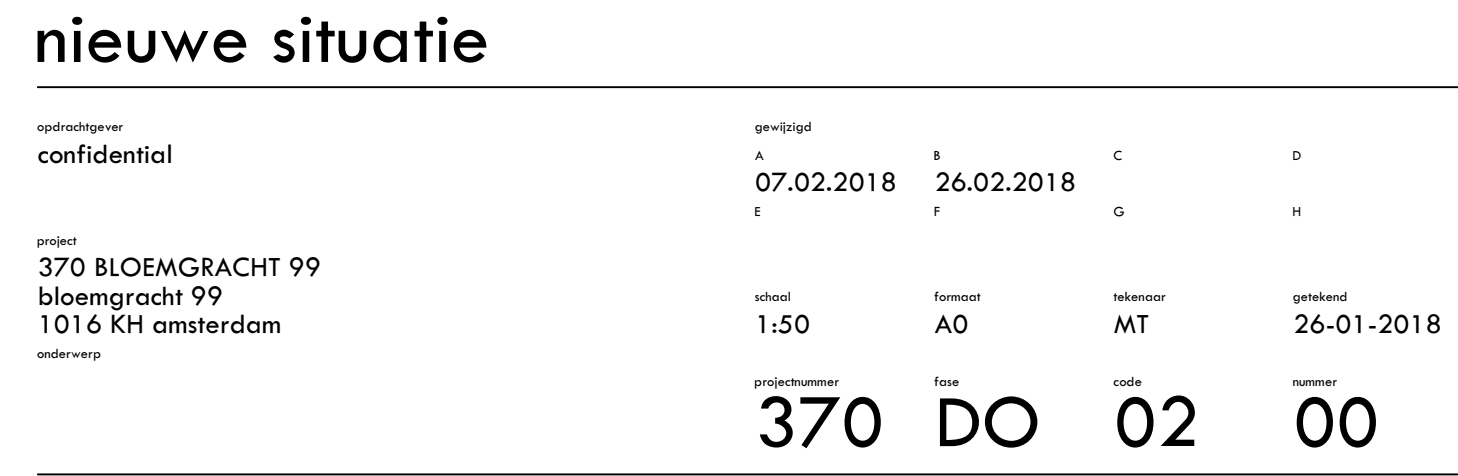 nieuwe situatie
opdrachtgever
confidential
project
370 BLOEMGRACHT 99
bloemgracht 99
1016 KH amsterdam
onderwerp
gewijzigd
A B C D
07.02.2018 26.02.2018
E F G H
schaal formaat tekenaar getekend
1:50 A0 MT 26-01-2018
projectnummer fase code nummer
370 DO 02 00